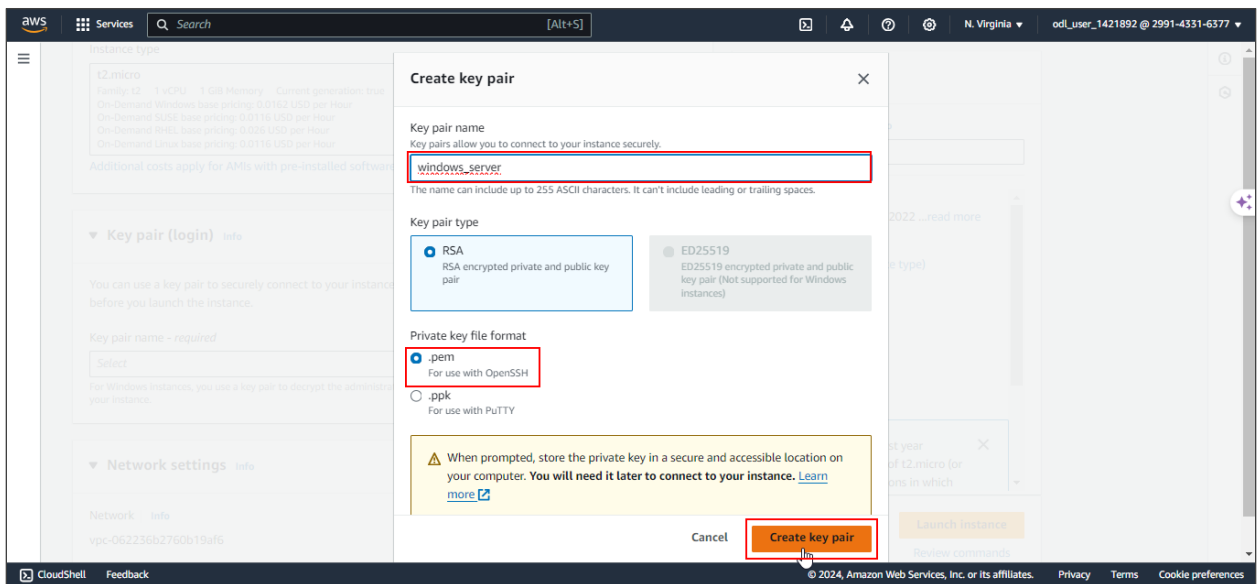 aws
Services
Search
[Alt+S]
N. Virginia
odl_user_1421892 @ 2991-4331-6377
Instance type
t2.micro
Family: t2 1 vCPU 1 GiB Memory Current generation: true
On-Demand Windows base pricing: 0.0162 USD per Hour
On-Demand SUSE base pricing: 0.0116 USD per Hour
On-Demand RHEL base pricing: 0.026 USD per Hour
On-Demand Linux base pricing: 0.0116 USD per Hour
Additional costs apply for AMIs with pre-installed software
Key pair (login) Info
You can use a key pair to securely connect to your instance
before you launch the instance.
Key pair name - required
Select
For Windows instances, you use a key pair to decrypt the administrat
your instance.
Network settings Info
Network Info
vpc-062236b2760b19af6
Create key pair
Key pair name
Key pairs allow you to connect to your instance securely.
windows_server
The name can include up to 255 ASCII characters. It can't include leading or trailing spaces.
Key pair type
RSA
RSA encrypted private and public key
pair
ED25519
ED25519 encrypted private and public
key pair (Not supported for Windows
instances)
Private key file format
.pem
For use with OpenSSH
.ppk
For use with PuTTY
When prompted, store the private key in a secure and accessible location on
your computer. You will need it later to connect to your instance. Learn
more
Cancel
Create key pair
2022 ...read more
e type)
st year
of t2.micro (or
ons in which
Launch instance
Review commands
CloudShell
Feedback
© 2024, Amazon Web Services, Inc. or its affiliates.
Privacy
Terms
Cookie preferences